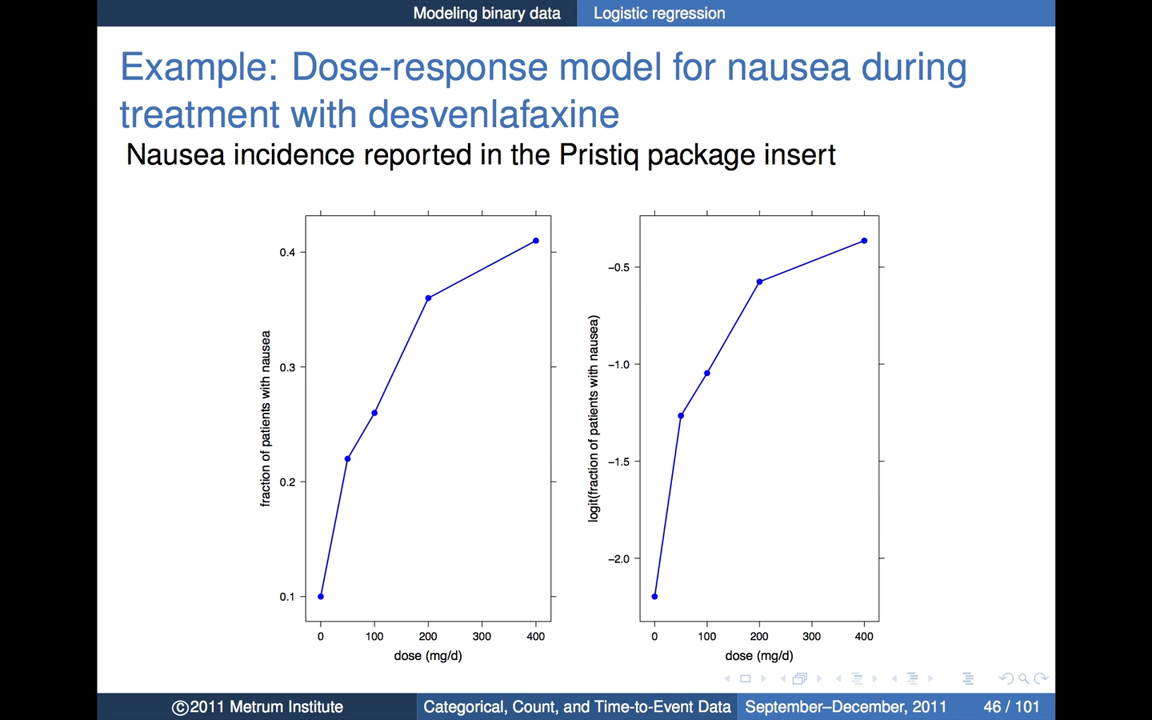 Modeling binary data Logistic regression
Example: Dose-response model for nausea during
treatment with desvenlafaxine
Nausea incidence reported in the Pristiq package insert
fraction of patients with nausea
0.4
0.3
0.2
0.1
0 100 200 300 400
dose (mg/d)
logit(fraction of patients with nausea)
−0.5
−1.0
−1.5
−2.0
0 100 200 300 400
dose (mg/d)
©2011 Metrum Institute Categorical, Count, and Time-to-Event Data September–December, 2011 46 / 101